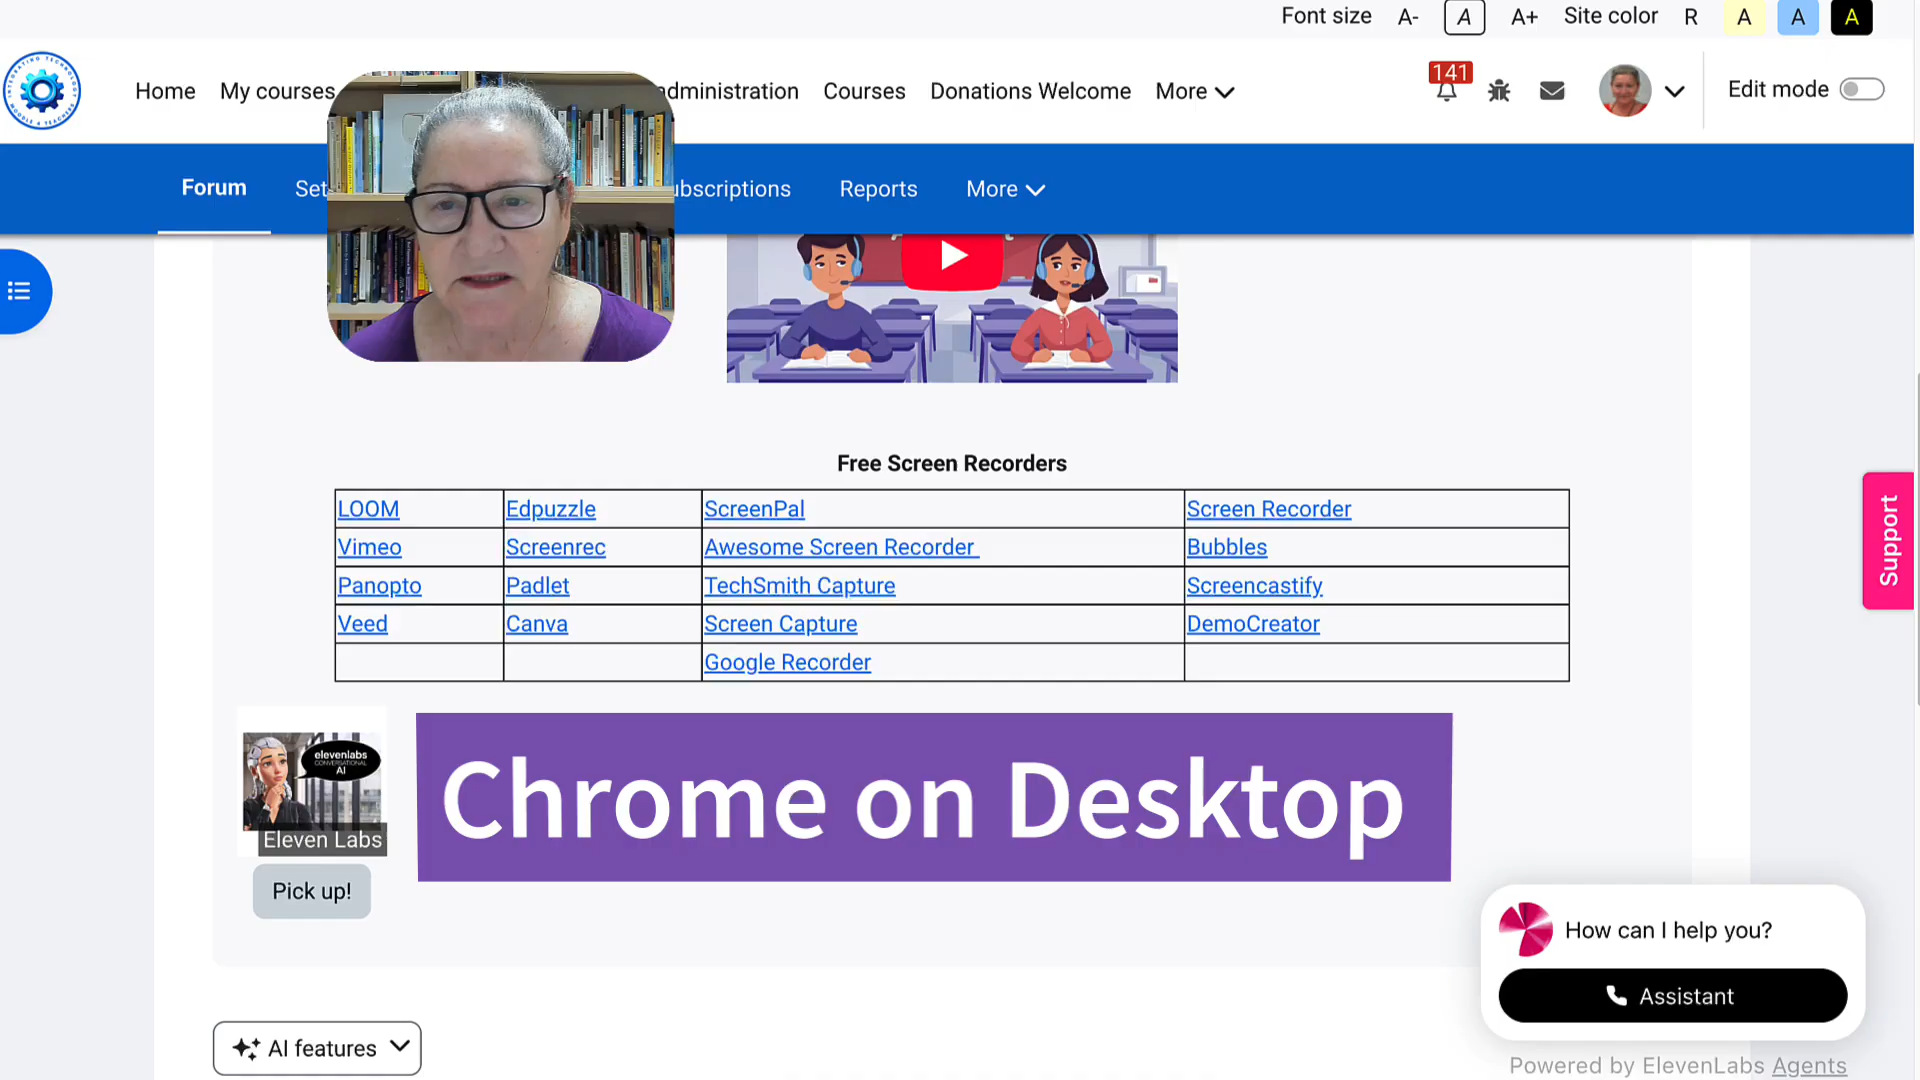 Font size A- A A+ Site color R A A A
Home My courses dministration Courses Donations Welcome More 141 Edit mode
Forum Set ubscriptions Reports More
Free Screen Recorders
LOOM Edpuzzle ScreenPal Screen Recorder
Vimeo Screenrec Awesome Screen Recorder Bubbles
Panopto Padlet TechSmith Capture Screencastify
Veed Canva Screen Capture DemoCreator
Google Recorder
Support
elevenlabs
CONVERSATIONAL
AI
Eleven Labs
Chrome on Desktop
Pick up!
How can I help you?
Assistant
AI features
Powered by ElevenLabs Agents